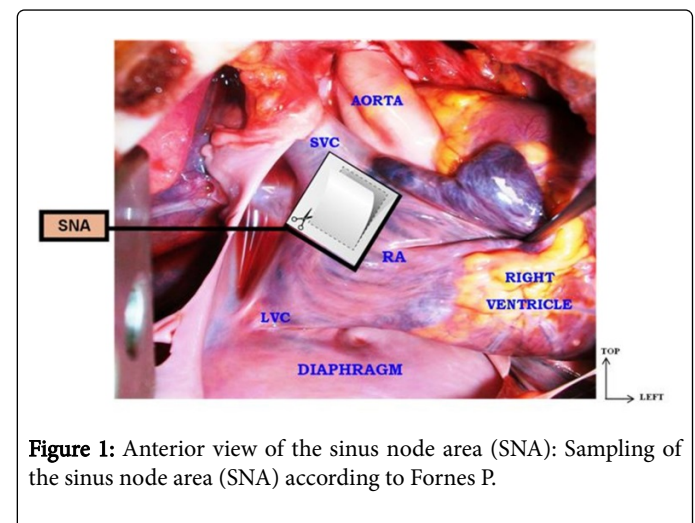 AORTA
SVC
SNA
RA
RIGHT
VENTRICLE
LVC
DIAPHRAGM
TOP
LEFT
Figure 1: Anterior view of the sinus node area (SNA): Sampling of
the sinus node area (SNA) according to Fornes P.